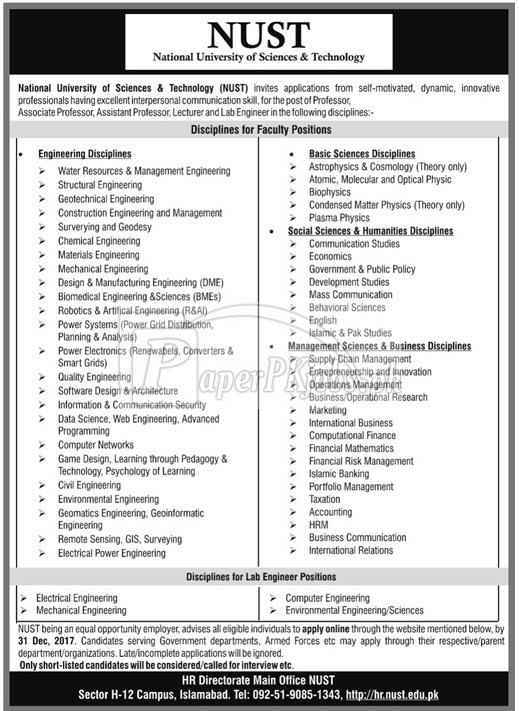 NUST
National University of Sciences & Technology
National University of Sciences & Technology (NUST) invites applications from self-motivated, dynamic, innovative
professionals having excellent interpersonal communication skill, for the post of Professor,
Associate Professor, Assistant Professor, Lecturer and Lab Engineer in the following disciplines:-
Disciplines for Faculty Positions
• Engineering Disciplines
➢ Water Resources & Management Engineering
➢ Structural Engineering
➢ Geotechnical Engineering
➢ Construction Engineering and Management
➢ Surverying and Geodesy
➢ Chemical Engineering
➢ Materials Engineering
➢ Mechanical Engineering
➢ Design & Manufacturing Engineering (DME)
➢ Biomedical Engineering &Sciences (BMEs)
➢ Robotics & Artifical Engineering (R&AI)
➢ Power Systems (Power Grid Distribution,
Planning & Analysis)
➢ Power Electronics (Renewabels, Converters &
Smart Grids)
➢ Quality Engineering
➢ Software Design & Architecture
➢ Information & Communication Security
➢ Data Science, Web Engineering, Advanced
Programming
➢ Computer Networks
➢ Game Design, Learning through Pedagogy &
Technology, Psychology of Learning
➢ Civil Engineering
➢ Environmental Engineering
➢ Geomatics Engineering, Geoinformatic
Engineering
➢ Remote Sensing, GIS, Surveying
➢ Electrical Power Engineering
• Basic Sciences Disciplines
➢ Astrophysics & Cosmology (Theory only)
➢ Atomic, Molecular and Optical Physic
➢ Biophysics
➢ Condensed Matter Physics (Theory only)
➢ Plasma Physics
• Social Sciences & Humanities Disciplines
➢ Communication Studies
➢ Economics
➢ Government & Public Policy
➢ Development Studies
➢ Mass Communication
➢ Behavioral Sciences
➢ English
➢ Islamic & Pak Studies
• Management Sciences & Business Disciplines
➢ Supply Chain Management
➢ Entrepreneurship and Innovation
➢ Operations Management
➢ Business/Operational Research
➢ Marketing
➢ International Business
➢ Computational Finance
➢ Financial Mathematics
➢ Financial Risk Management
➢ Islamic Banking
➢ Portfolio Management
➢ Taxation
➢ Accounting
➢ HRM
➢ Business Communication
➢ International Relations
Disciplines for Lab Engineer Positions
➢ Electrical Engineering
➢ Mechanical Engineering
➢ Computer Engineering
➢ Environmental Engineering/Sciences
NUST being an equal opportunity employer, advises all eligible individuals to apply online through the website mentioned below, by
31 Dec, 2017. Candidates serving Government departments, Armed Forces etc may apply through their respective/parent
department/organizations. Late/incomplete applications will be ignored.
Only short-listed candidates will be considered/called for interview etc.
HR Directorate Main Office NUST
Sector H-12 Campus, Islamabad. Tel: 092-51-9085-1343, http://hr.nust.edu.pk